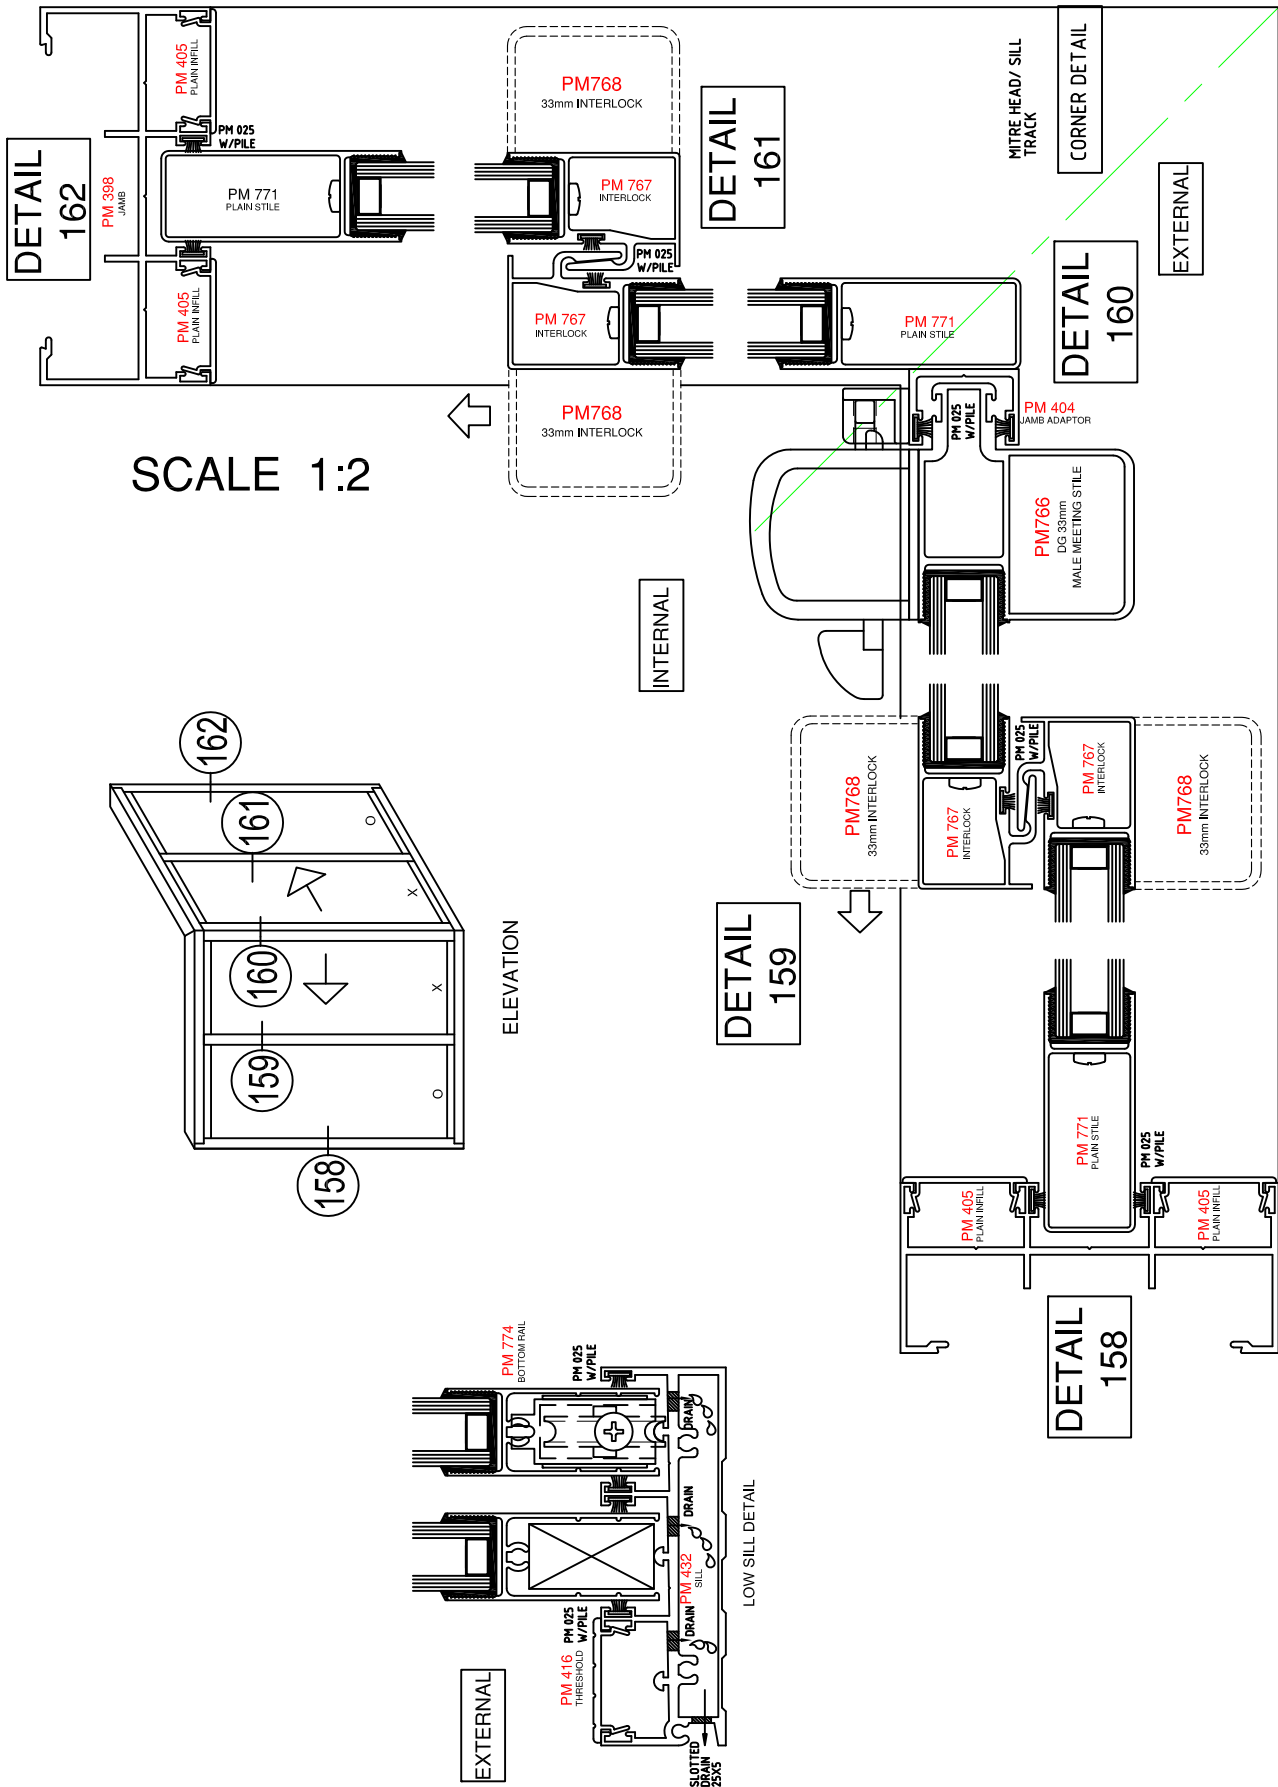 DETAIL
162
PM 398
JAMB
PM 405
PLAIN INFILL
PM 025
W/PILE
PM 771
PLAIN STILE
PM 405
PLAIN INFILL
PM768
33mm INTERLOCK
DETAIL
161
PM 767
INTERLOCK
PM 025
W/PILE
PM 767
INTERLOCK
PM768
33mm INTERLOCK
MITRE HEAD/ SILL
TRACK
CORNER DETAIL
EXTERNAL
DETAIL
160
PM 771
PLAIN STILE
PM 404
JAMB ADAPTOR
PM 025
W/PILE
SCALE 1:2
PM766
DG 33mm
MALE MEETING STILE
INTERNAL
162
161
160
159
158
O
X
X
O
ELEVATION
PM768
33mm INTERLOCK
PM 767
INTERLOCK
PM 025
W/PILE
PM 767
INTERLOCK
PM768
33mm INTERLOCK
DETAIL
159
PM 771
PLAIN STILE
PM 025
W/PILE
PM 405
PLAIN INFILL
PM 405
PLAIN INFILL
DETAIL
158
PM 774
BOTTOM RAIL
PM 025
W/PILE
DRAIN
DRAIN
PM 432
SILL
DRAIN
LOW SILL DETAIL
PM 025
W/PILE
PM 416
THRESHOLD
EXTERNAL
SLOTTED
DRAIN
25X5